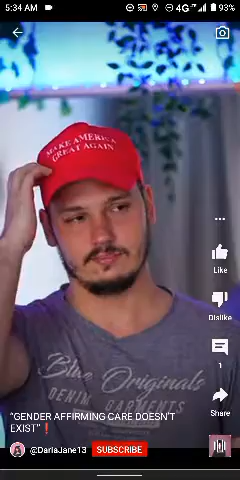 5:34 AM
4G
93%
MAKE AMERICA
GREAT AGAIN
Like
Dislike
1
Share
Blue Originals
DENIM GARMENTS
“GENDER AFFIRMING CARE DOESN'T
EXIST”❗
@DarlaJane13 SUBSCRIBE